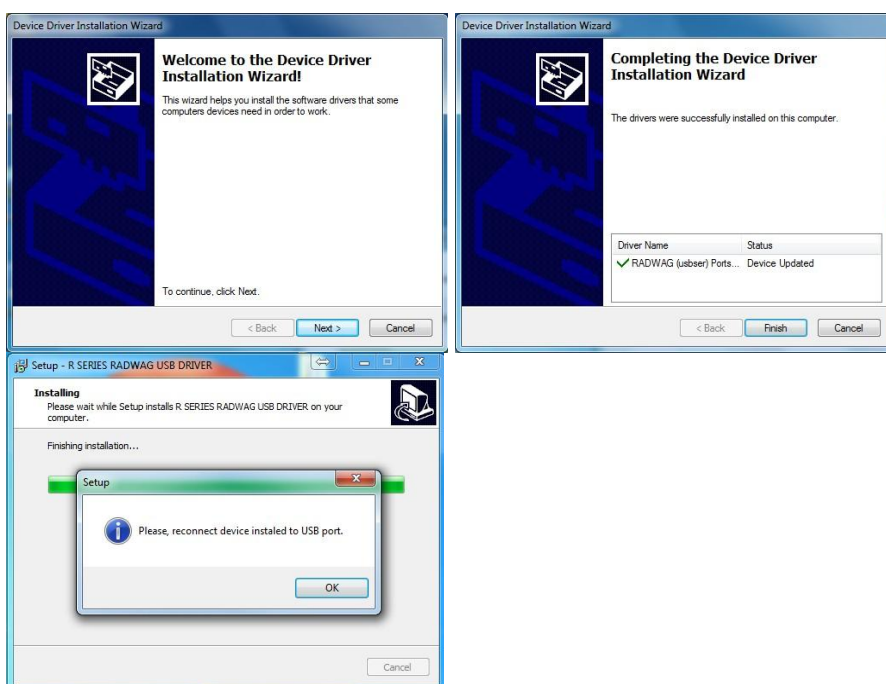 Device Driver Installation Wizard
Welcome to the Device Driver
Installation Wizard!
This wizard helps you install the software drivers that some
computers devices need in order to work.
To continue, click Next.
< Back
Next >
Cancel
Device Driver Installation Wizard
Completing the Device Driver
Installation Wizard
The drivers were successfully installed on this computer.
Driver Name Status
RADWAG (usbser) Ports... Device Updated
< Back
Finish
Cancel
Setup - R SERIES RADWAG USB DRIVER
Installing
Please wait while Setup installs R SERIES RADWAG USB DRIVER on your
computer.
Finishing installation...
Setup
Please, reconnect device instaled to USB port.
OK
Cancel